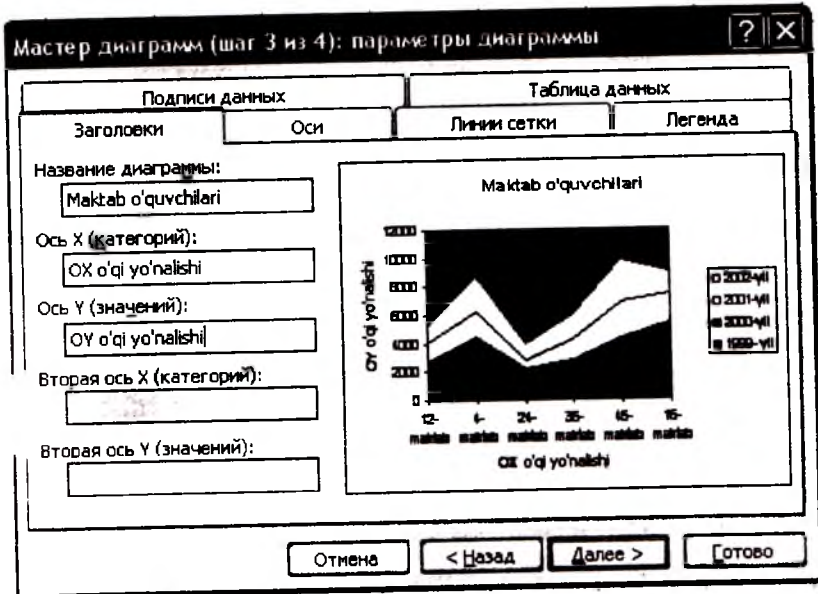 Мастер диаграмм (шаг 3 из 4): параметры диаграммы
Подписи данных
Таблица данных
Заголовки
Оси
Линии сетки
Легенда
Название диаграммы:
Maktab o'quvchilari
Ось X (категорий):
OX o'qi yo'nalishi
Ось Y (значений):
OY o'qi yo'nalishi
Вторая ось X (категорий):
Вторая ось Y (значений):
Maktab o'quvchilari
OY o'qi yo'nalishi
12000
10000
8000
6000
4000
2000
0
12- 4- 24- 35- 45- 16-
maktab maktab maktab maktab maktab maktab
OX o'qi yo'nalishi
2002-yil
2001-yil
2000-yil
1999-yil
Отмена
< Назад
Далее >
Готово